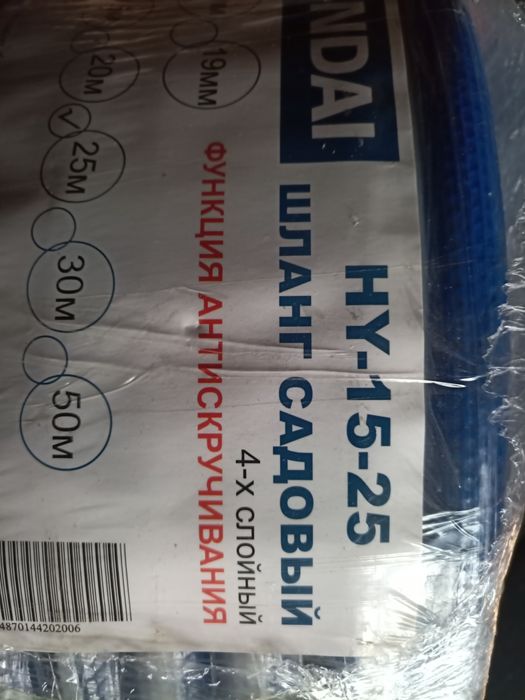 NDAI
HY-15-25
ШЛАНГ САДОВЫЙ
4-х СЛОЙНЫЙ
ФУНКЦИЯ АНТИСКРУЧИВАНИЯ
19мм
20м
25м
30м
50м
4870144202006